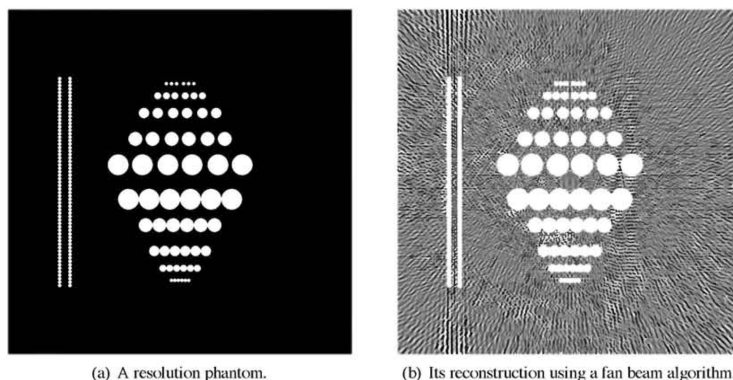 (a) A resolution phantom.
(b) Its reconstruction using a fan beam algorithm